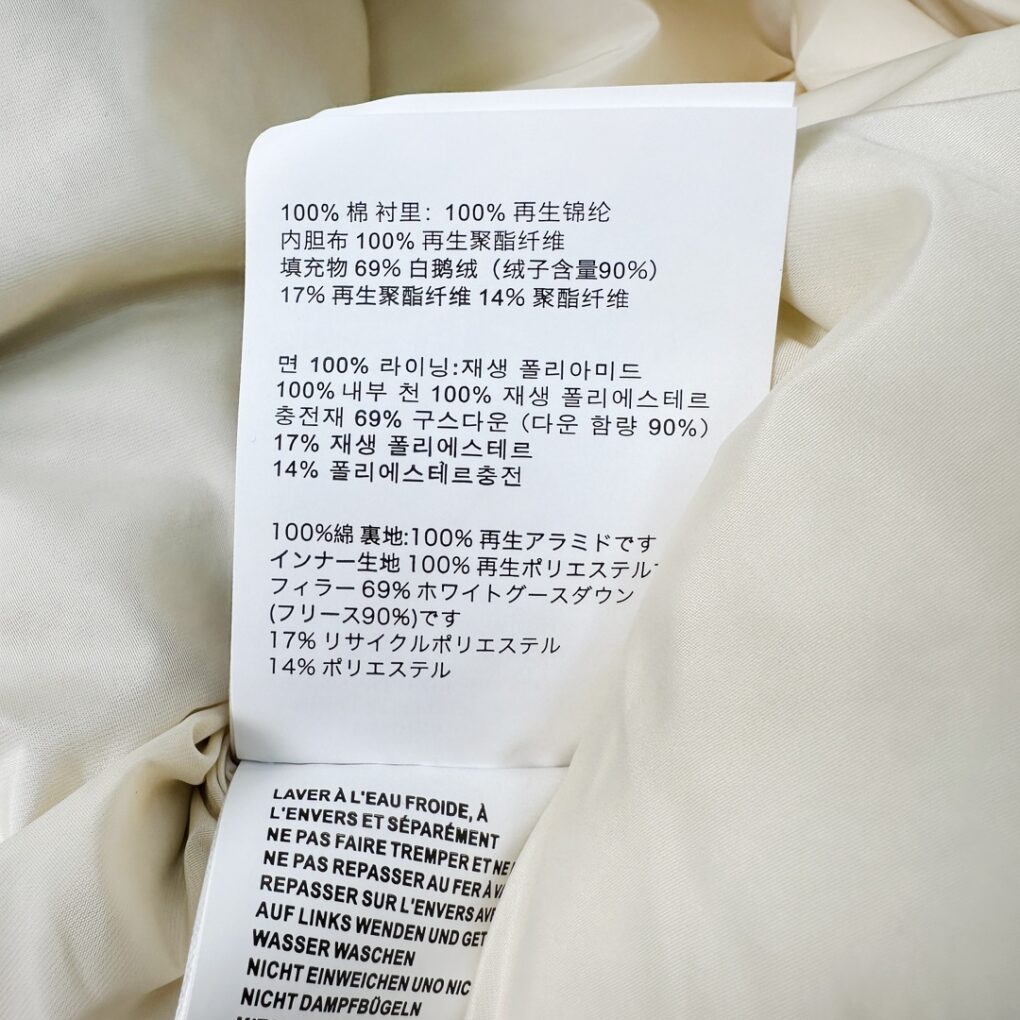 100% 棉 衬里：100% 再生锦纶
内胆布 100% 再生聚酯纤维
填充物 69% 白鹅绒（绒子含量90%）
17% 再生聚酯纤维 14% 聚酯纤维
면 100% 라이닝:재생 폴리아미드
100% 내부 천 100% 재생 폴리에스테르
충전재 69% 구스다운 (다운 함량 90%)
17% 재생 폴리에스테르
14% 폴리에스테르충전
100%綿 裏地:100% 再生アラミドです
インナー生地 100% 再生ポリエステル
フィラー 69% ホワイトグースダウン
(フリース90%)です
17% リサイクルポリエステル
14% ポリエステル
LAVER À L'EAU FROIDE, À
L'ENVERS ET SÉPARÉMENT
NE PAS FAIRE TREMPER ET NE
NE PAS REPASSER AU FER À
REPASSER SUR L'ENVERS
AUF LINKS WENDEN UND
WASSER WASCHEN
NICHT EINWEICHEN UNO
NICHT DAMPFBÜGELN